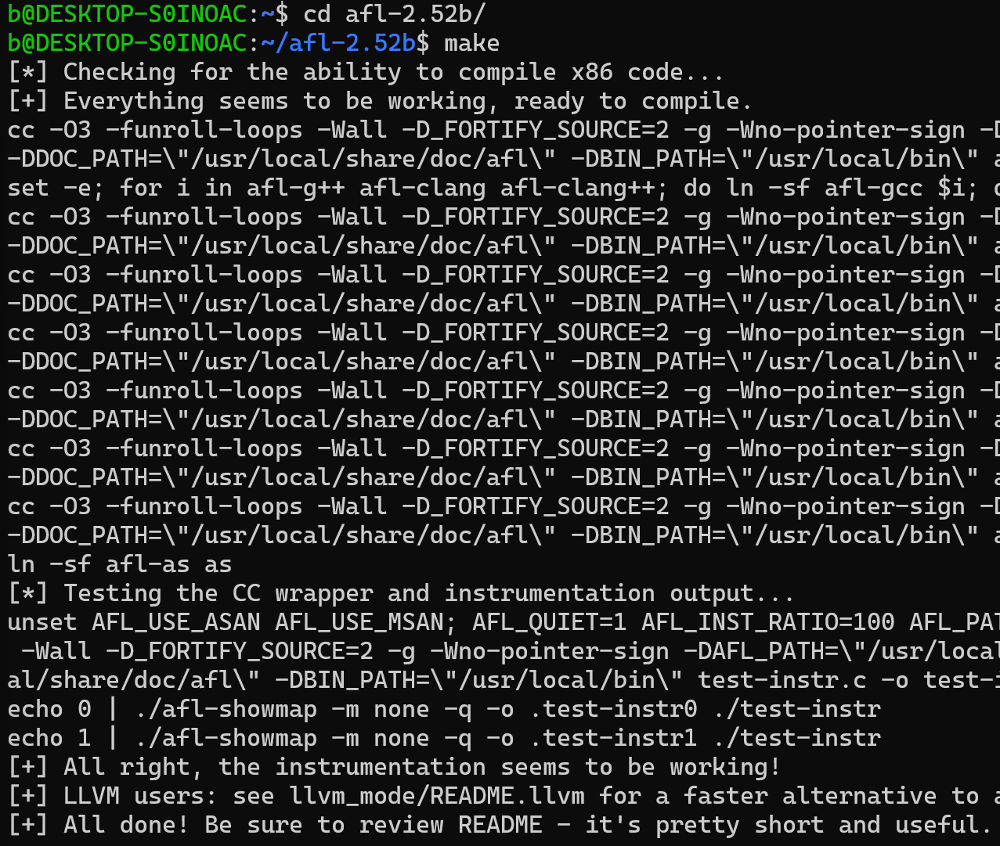 b@DESKTOP-S0INOAC:~$ cd afl-2.52b/
b@DESKTOP-S0INOAC:~/afl-2.52b$ make
[*] Checking for the ability to compile x86 code...
[+] Everything seems to be working, ready to compile.
cc -O3 -funroll-loops -Wall -D_FORTIFY_SOURCE=2 -g -Wno-pointer-sign -D
-DDOC_PATH=\"/usr/local/share/doc/afl\" -DBIN_PATH=\"/usr/local/bin\" a
set -e; for i in afl-g++ afl-clang afl-clang++; do ln -sf afl-gcc $i; d
cc -O3 -funroll-loops -Wall -D_FORTIFY_SOURCE=2 -g -Wno-pointer-sign -D
-DDOC_PATH=\"/usr/local/share/doc/afl\" -DBIN_PATH=\"/usr/local/bin\" a
cc -O3 -funroll-loops -Wall -D_FORTIFY_SOURCE=2 -g -Wno-pointer-sign -D
-DDOC_PATH=\"/usr/local/share/doc/afl\" -DBIN_PATH=\"/usr/local/bin\" a
cc -O3 -funroll-loops -Wall -D_FORTIFY_SOURCE=2 -g -Wno-pointer-sign -D
-DDOC_PATH=\"/usr/local/share/doc/afl\" -DBIN_PATH=\"/usr/local/bin\" a
cc -O3 -funroll-loops -Wall -D_FORTIFY_SOURCE=2 -g -Wno-pointer-sign -D
-DDOC_PATH=\"/usr/local/share/doc/afl\" -DBIN_PATH=\"/usr/local/bin\" a
cc -O3 -funroll-loops -Wall -D_FORTIFY_SOURCE=2 -g -Wno-pointer-sign -D
-DDOC_PATH=\"/usr/local/share/doc/afl\" -DBIN_PATH=\"/usr/local/bin\" a
cc -O3 -funroll-loops -Wall -D_FORTIFY_SOURCE=2 -g -Wno-pointer-sign -D
-DDOC_PATH=\"/usr/local/share/doc/afl\" -DBIN_PATH=\"/usr/local/bin\" a
ln -sf afl-as as
[*] Testing the CC wrapper and instrumentation output...
unset AFL_USE_ASAN AFL_USE_MSAN; AFL_QUIET=1 AFL_INST_RATIO=100 AFL_PAT
 -Wall -D_FORTIFY_SOURCE=2 -g -Wno-pointer-sign -DAFL_PATH=\"/usr/local
al/share/doc/afl\" -DBIN_PATH=\"/usr/local/bin\" test-instr.c -o test-i
echo 0 | ./afl-showmap -m none -q -o .test-instr0 ./test-instr
echo 1 | ./afl-showmap -m none -q -o .test-instr1 ./test-instr
[+] All right, the instrumentation seems to be working!
[+] LLVM users: see llvm_mode/README.llvm for a faster alternative to a
[+] All done! Be sure to review README - it's pretty short and useful.